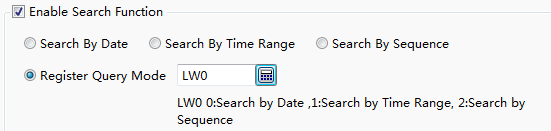 Enable Search Function
Search By Date Search By Time Range Search By Sequence
Register Query Mode LW0
LW0 0:Search by Date ,1:Search by Time Range, 2:Search by
Sequence